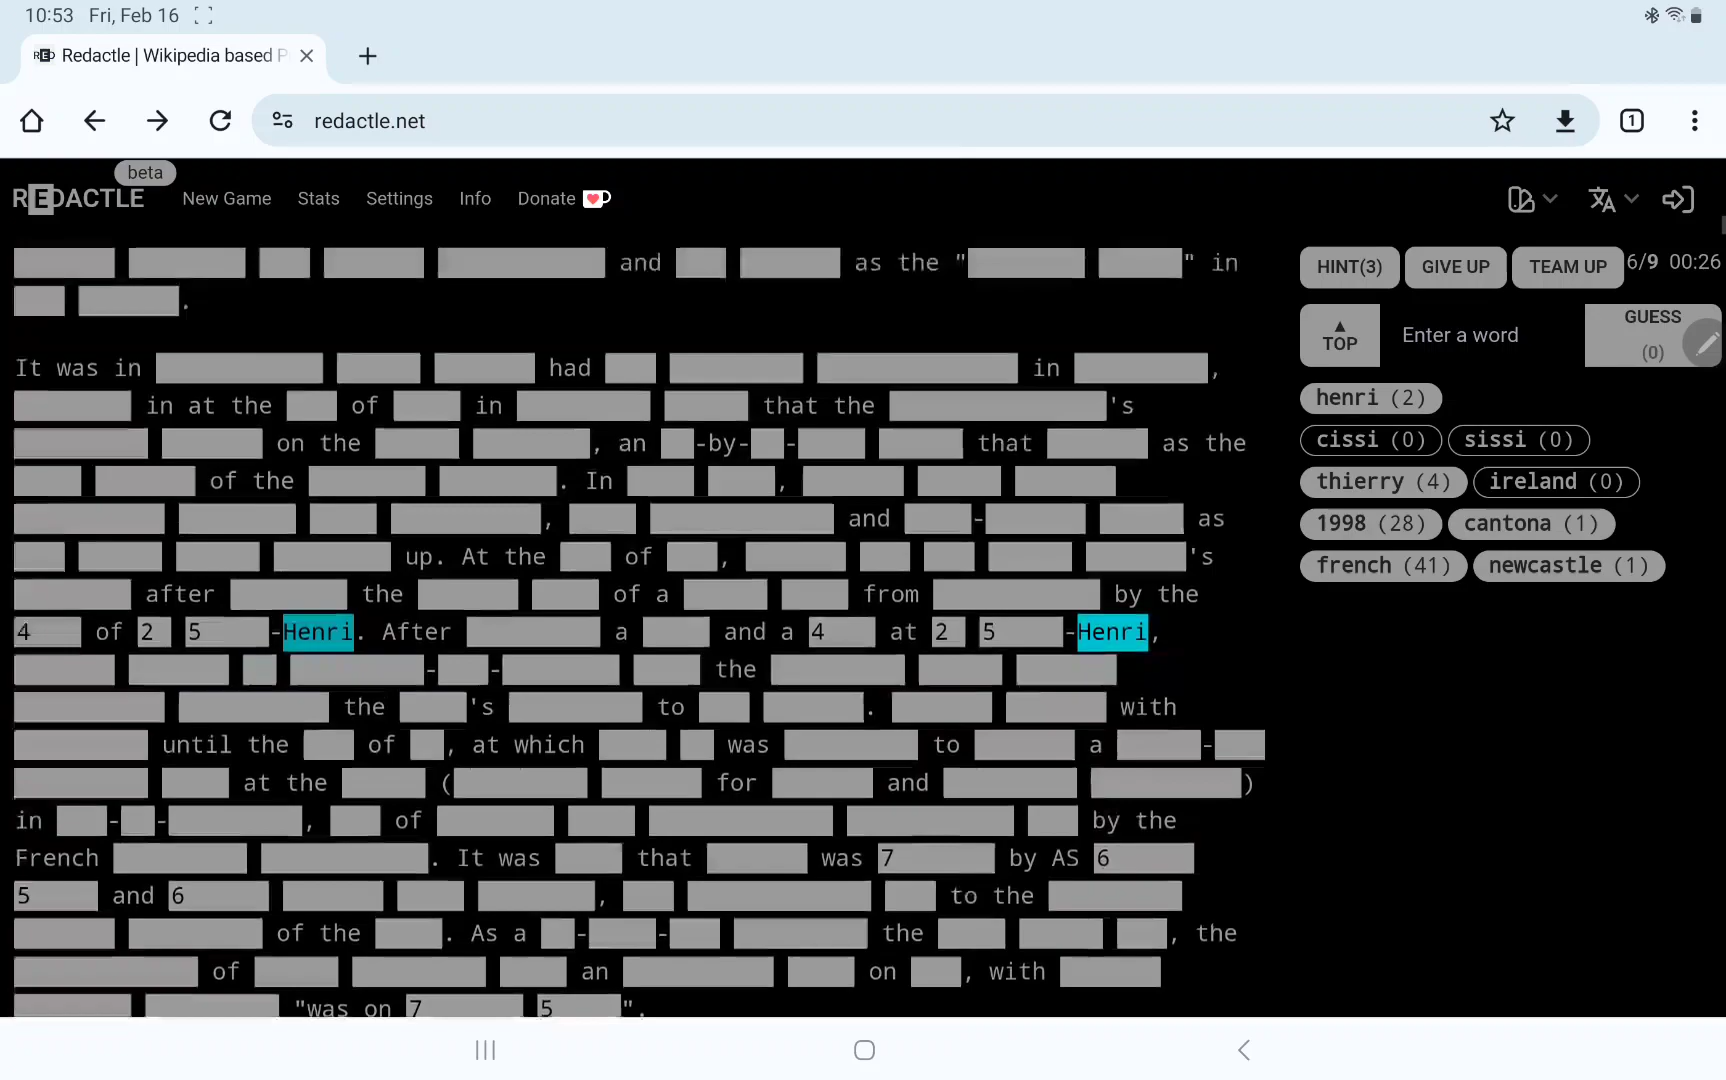 10:53 Fri, Feb 16
Redactle | Wikipedia based P
redactle.net
1
beta
REDACTLE New Game Stats Settings Info Donate
and as the " " in
.
It was in had in ,
in at the of in that the 's
on the , an -by- - that as the
of the . In ,
, and - as
up. At the of , 's
after the of a from by the
4 of 2 5 -Henri. After a and a 4 at 2 5 -Henri,
- - the
the 's to . with
until the of , at which was to a -
at the ( for and )
in - - , of by the
French . It was that was 7 by AS 6
5 and 6 , to the
of the . As a - - the , the
of an on , with
"was on 7 5 ".
HINT(3) GIVE UP TEAM UP 6/9 00:26
TOP Enter a word GUESS
(0)
henri (2)
cissi (0) sissi (0)
thierry (4) ireland (0)
1998 (28) cantona (1)
french (41) newcastle (1)